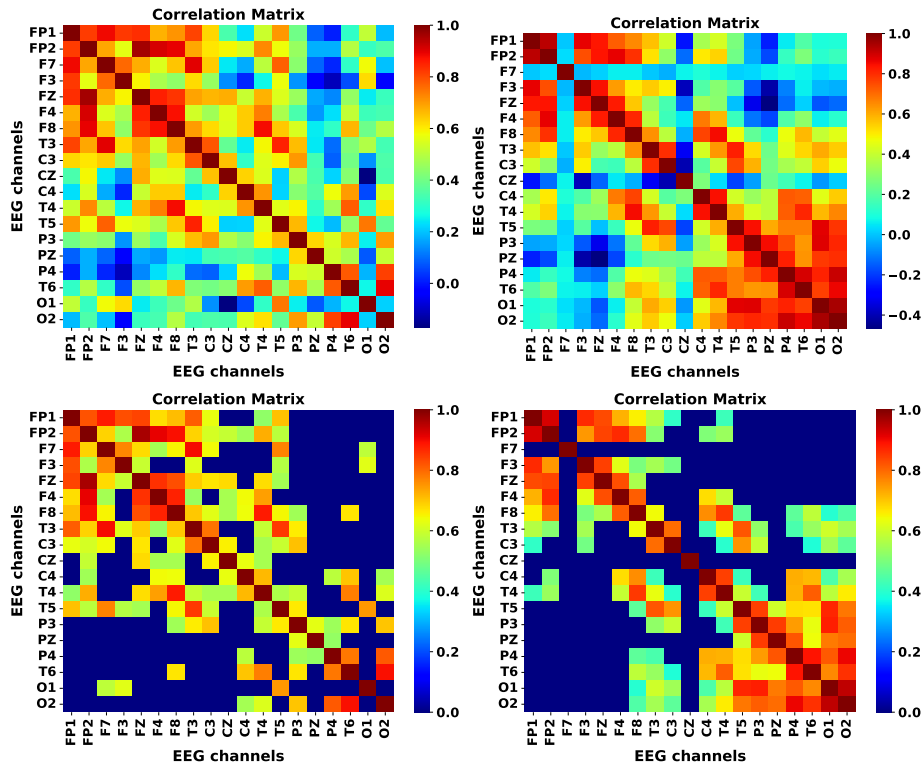 Correlation Matrix
FP1
FP2
F7
F3
FZ
F4
F8
T3
C3
CZ
C4
T4
T5
P3
PZ
P4
T6
O1
O2
EEG channels
FP1 FP2 F7 F3 FZ F4 F8 T3 C3 CZ C4 T4 T5 P3 PZ P4 T6 O1 O2
EEG channels
1.0
0.8
0.6
0.4
0.2
0.0
Correlation Matrix
FP1
FP2
F7
F3
FZ
F4
F8
T3
C3
CZ
C4
T4
T5
P3
PZ
P4
T6
O1
O2
EEG channels
FP1 FP2 F7 F3 FZ F4 F8 T3 C3 CZ C4 T4 T5 P3 PZ P4 T6 O1 O2
EEG channels
1.0
0.8
0.6
0.4
0.2
0.0
−0.2
−0.4
Correlation Matrix
FP1
FP2
F7
F3
FZ
F4
F8
T3
C3
CZ
C4
T4
T5
P3
PZ
P4
T6
O1
O2
EEG channels
FP1 FP2 F7 F3 FZ F4 F8 T3 C3 CZ C4 T4 T5 P3 PZ P4 T6 O1 O2
EEG channels
1.0
0.8
0.6
0.4
0.2
0.0
Correlation Matrix
FP1
FP2
F7
F3
FZ
F4
F8
T3
C3
CZ
C4
T4
T5
P3
PZ
P4
T6
O1
O2
EEG channels
FP1 FP2 F7 F3 FZ F4 F8 T3 C3 CZ C4 T4 T5 P3 PZ P4 T6 O1 O2
EEG channels
1.0
0.8
0.6
0.4
0.2
0.0